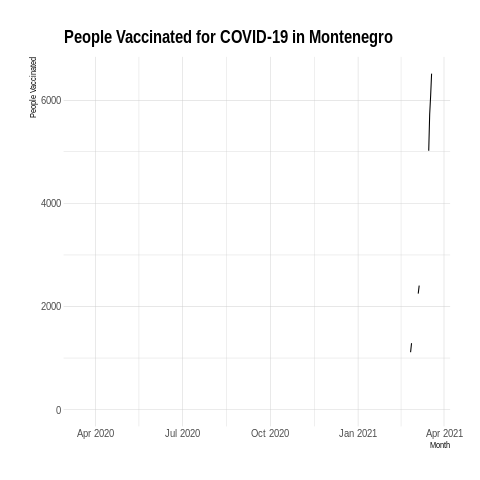 People Vaccinated for COVID-19 in Montenegro
People Vaccinated
6000
4000
2000
0
Apr 2020 Jul 2020 Oct 2020 Jan 2021 Apr 2021
Month